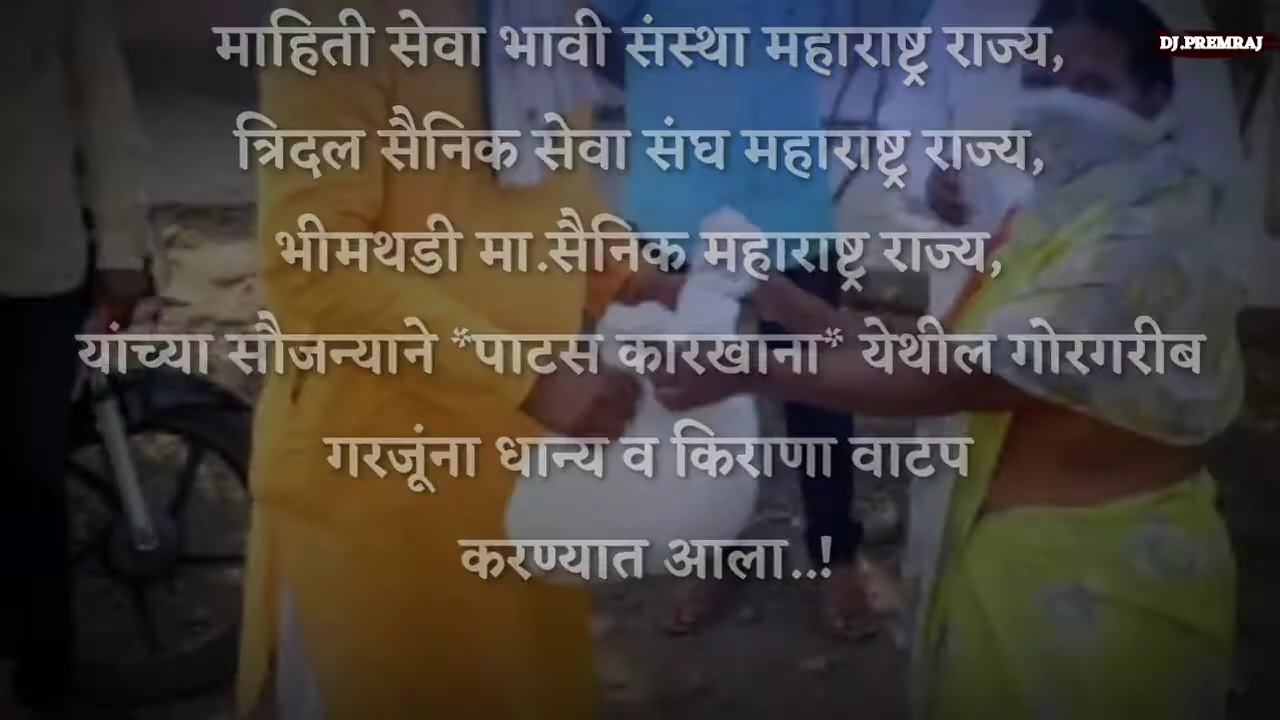 DJ.PREMRAJ
माहिती सेवा भावी संस्था महाराष्ट्र राज्य,
त्रिदल सैनिक सेवा संघ महाराष्ट्र राज्य,
भीमथडी मा.सैनिक महाराष्ट्र राज्य,
यांच्या सौजन्याने *पाटस कारखाना* येथील गोरगरीब
गरजूंना धान्य व किराणा वाटप
करण्यात आला..!